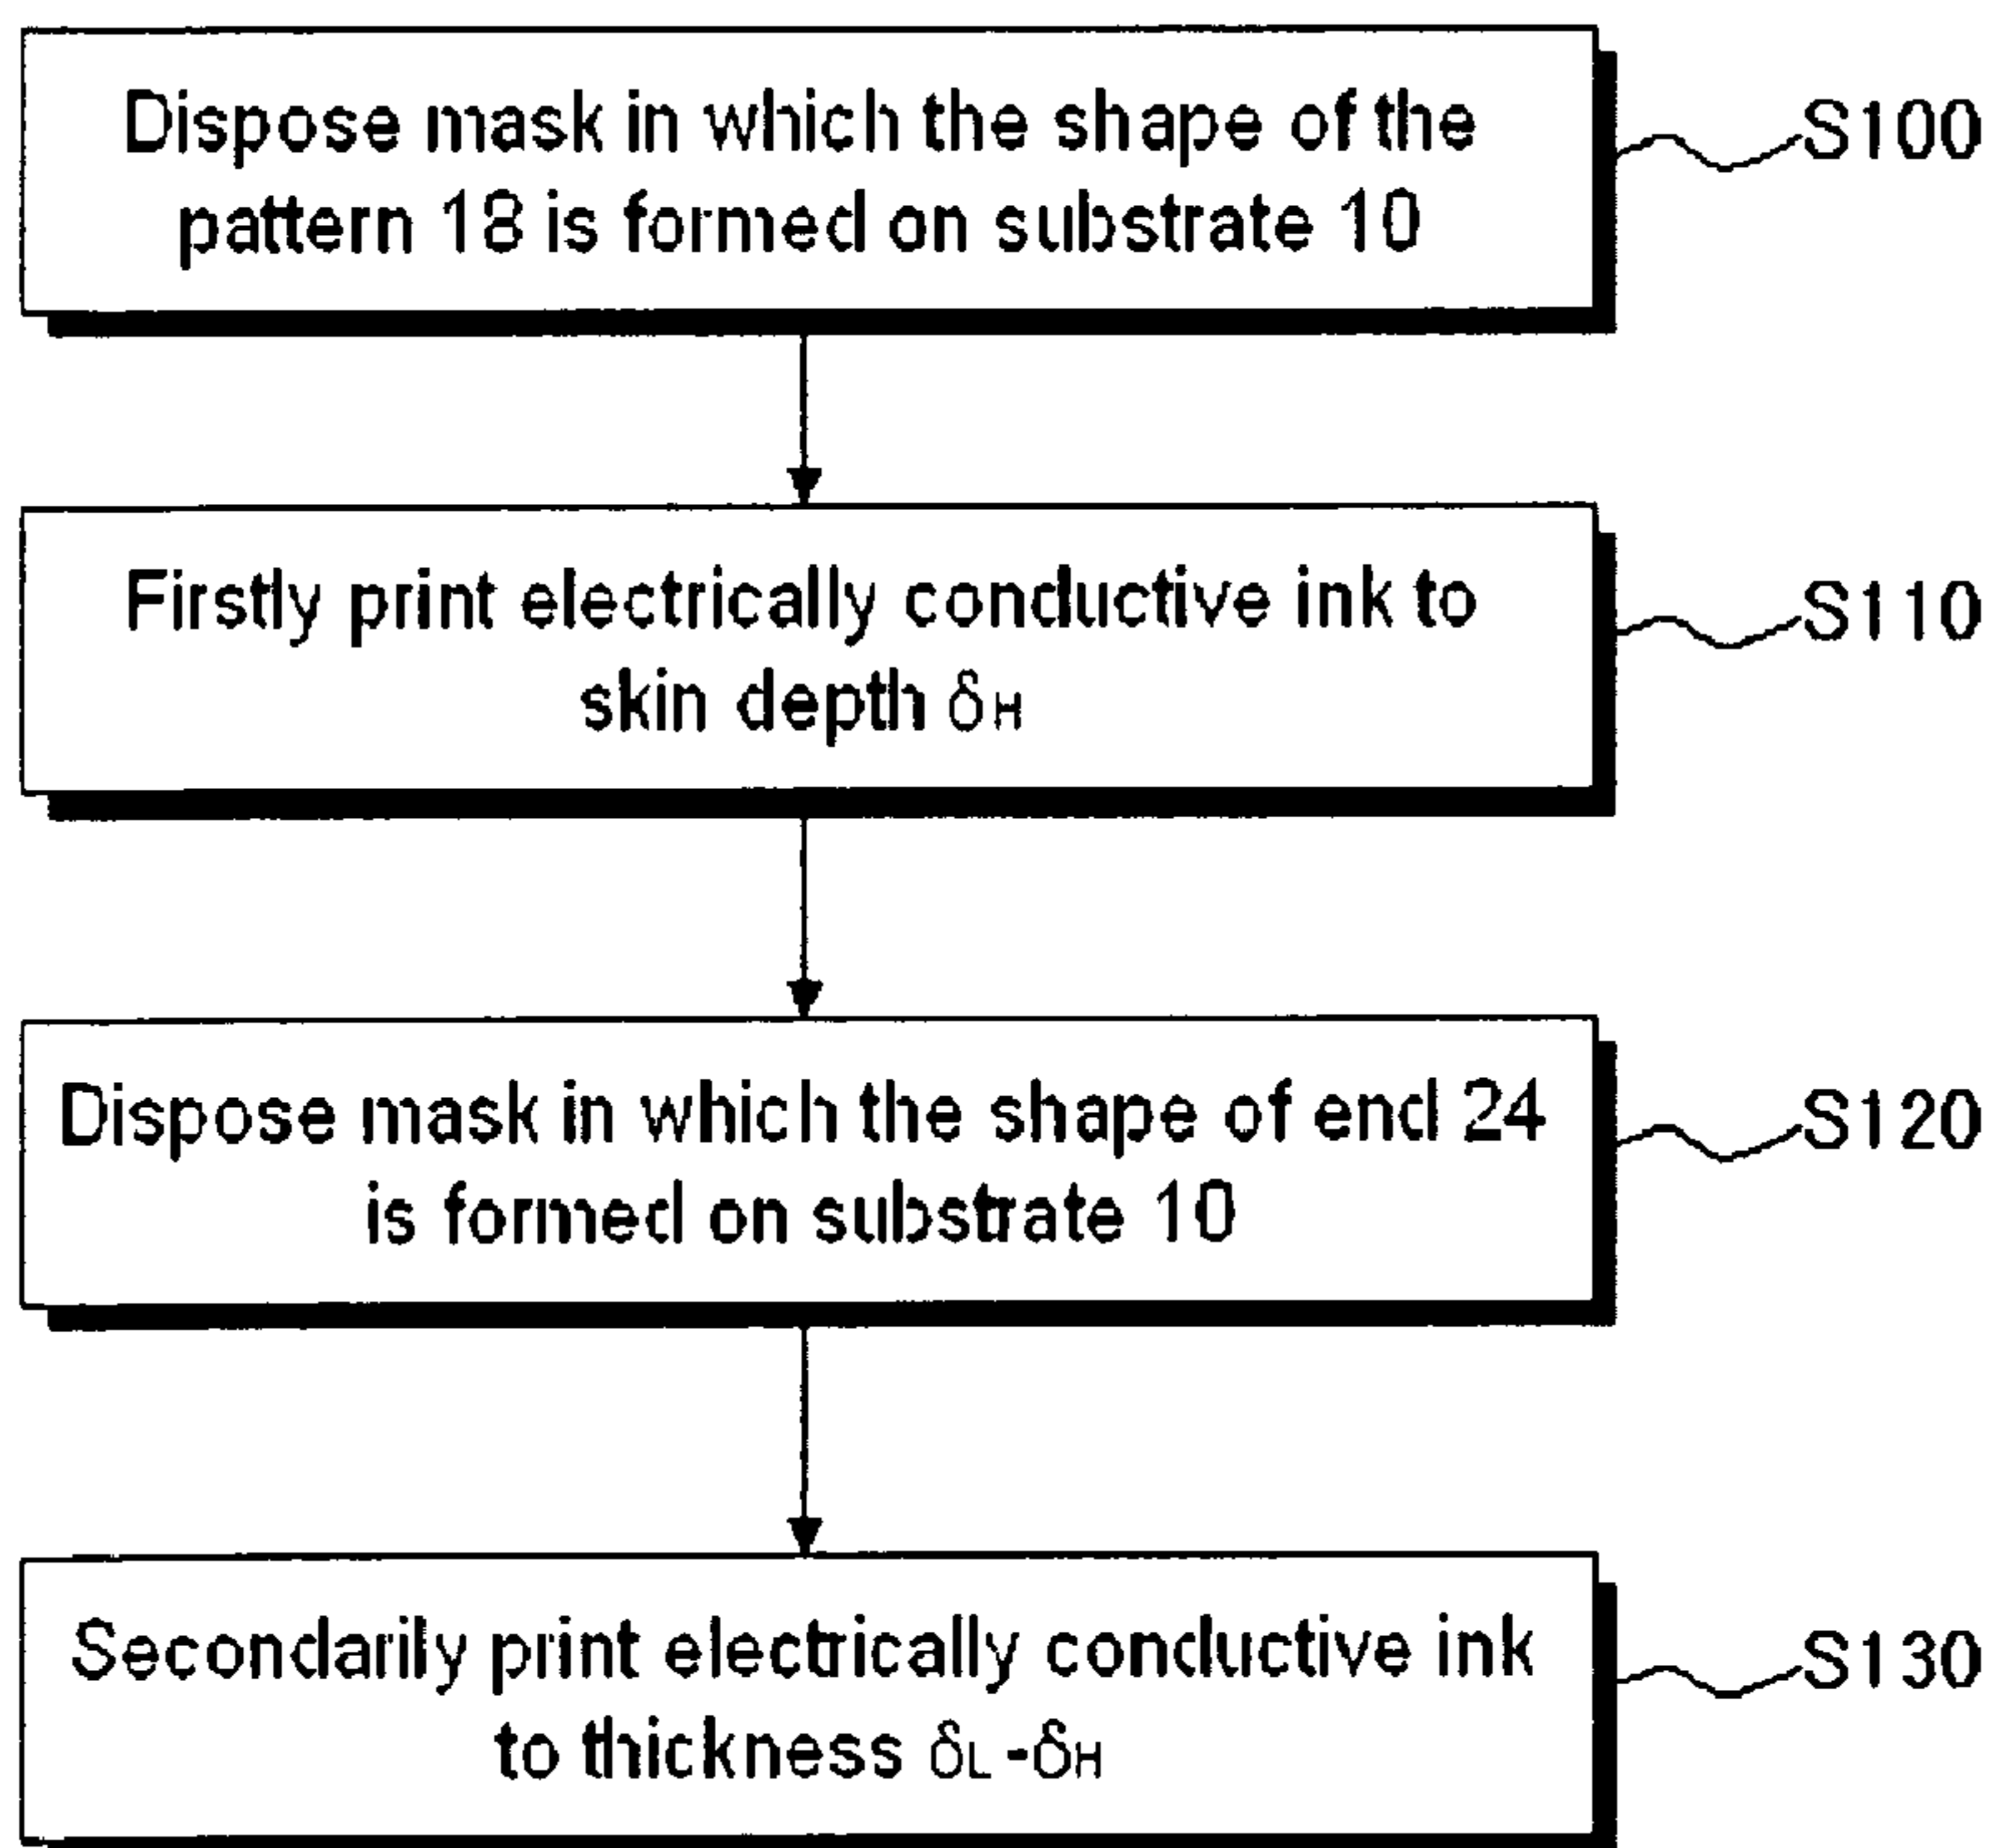 Dispose mask in which the shape of the
pattern 18 is formed on substrate 10
S100
Firstly print electrically conductive ink to
skin depth δH
S110
Dispose mask in which the shape of end 24
is formed on substrate 10
S120
Secondarily print electrically conductive ink
to thickness δL -δH
S130